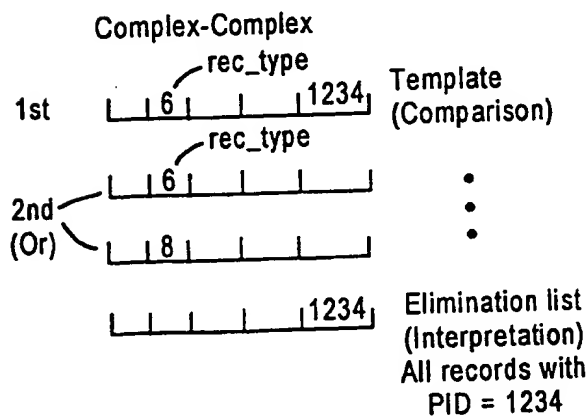 Complex-Complex
rec_type
1st 6 1234 Template
(Comparison)
rec_type
6
2nd
(Or)
8
1234 Elimination list
(Interpretation)
All records with
PID = 1234